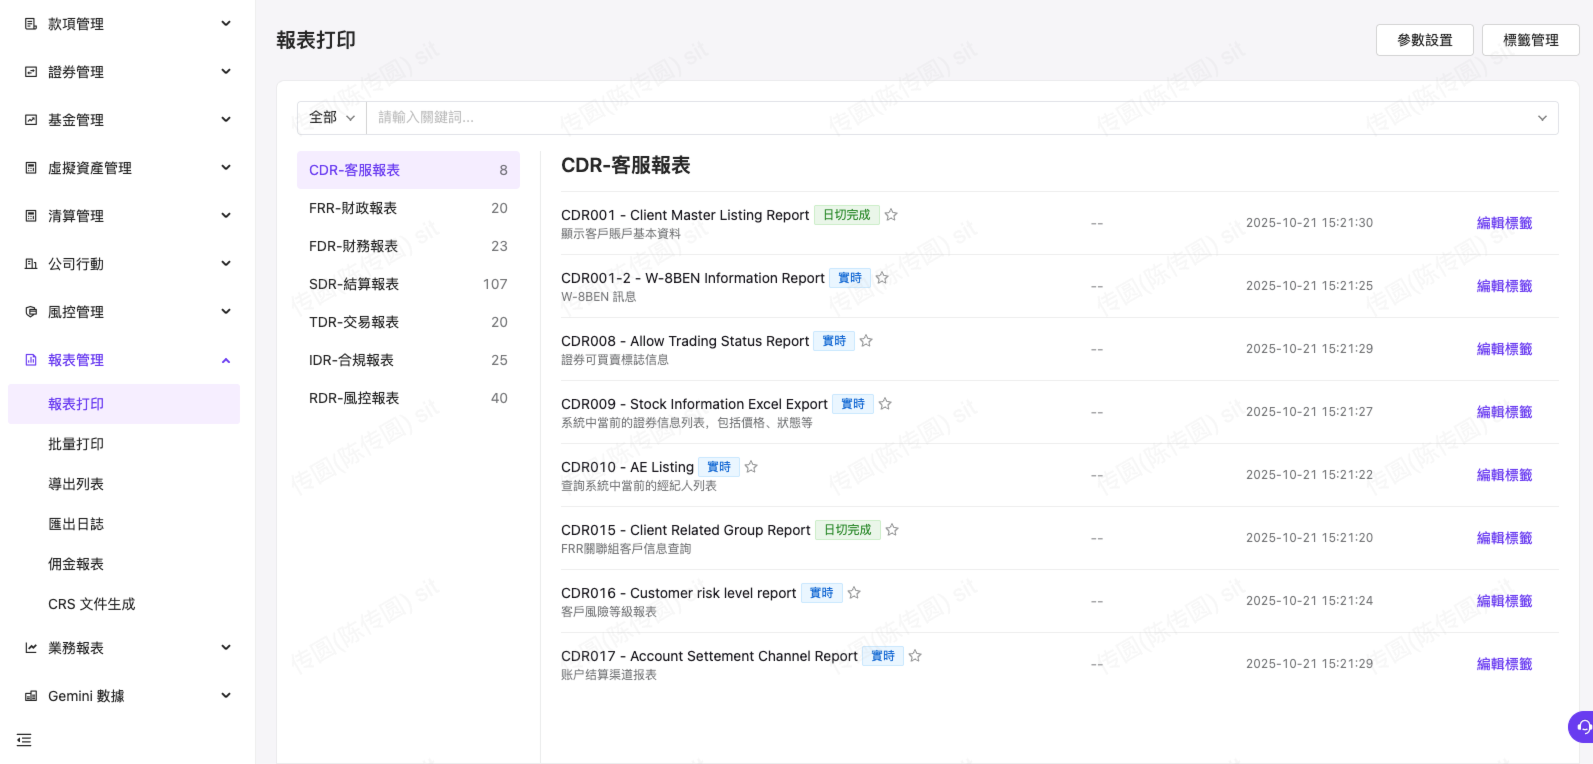 款項管理
證券管理
基金管理
虛擬資產管理
清算管理
公司行動
風控管理
報表管理
報表打印
批量打印
導出列表
匯出日誌
佣金報表
CRS 文件生成
業務報表
Gemini 數據
報表打印
參數設置
標籤管理
全部
請輸入關鍵詞...
CDR-客服報表 8
FRR-財政報表 20
FDR-財務報表 23
SDR-結算報表 107
TDR-交易報表 20
IDR-合規報表 25
RDR-風控報表 40
CDR-客服報表
CDR001 - Client Master Listing Report 日切完成
顯示客戶賬戶基本資料
-- 2025-10-21 15:21:30 編輯標籤
CDR001-2 - W-8BEN Information Report 實時
W-8BEN 訊息
-- 2025-10-21 15:21:25 編輯標籤
CDR008 - Allow Trading Status Report 實時
證券可買賣標誌信息
-- 2025-10-21 15:21:29 編輯標籤
CDR009 - Stock Information Excel Export 實時
系統中當前的證券信息列表，包括價格、狀態等
-- 2025-10-21 15:21:27 編輯標籤
CDR010 - AE Listing 實時
查詢系統中當前的經紀人列表
-- 2025-10-21 15:21:22 編輯標籤
CDR015 - Client Related Group Report 日切完成
FRR關聯組客戶信息查詢
-- 2025-10-21 15:21:20 編輯標籤
CDR016 - Customer risk level report 實時
客戶風險等級報表
-- 2025-10-21 15:21:24 編輯標籤
CDR017 - Account Settement Channel Report 實時
账户结算渠道报表
-- 2025-10-21 15:21:29 編輯標籤
传圆(陈传圆) sit